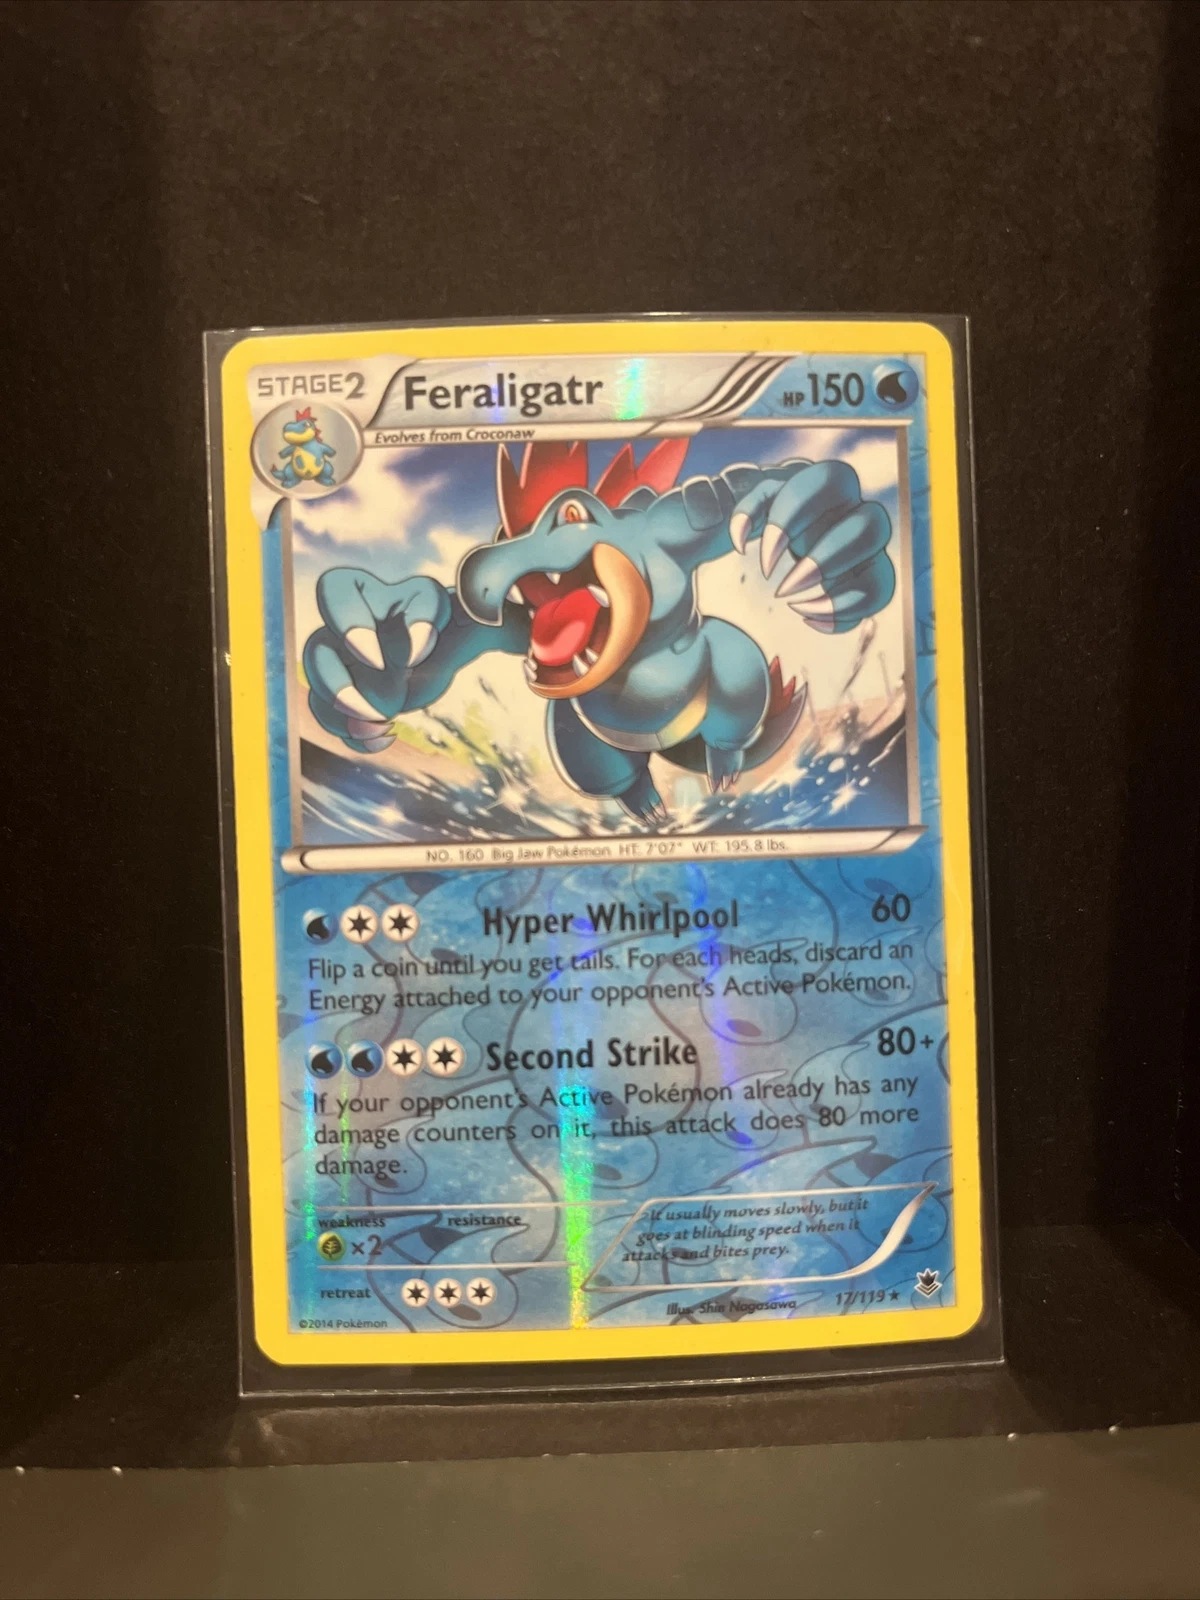 STAGE2 Feraligatr HP150
Evolves from Croconaw
NO. 160 Big Jaw Pokémon HT: 7'07" WT: 195.8 lbs.
Hyper Whirlpool 60
Flip a coin until you get tails. For each heads, discard an
Energy attached to your opponent's Active Pokémon.
Second Strike 80+
If your opponent's Active Pokémon already has any
damage counters on it, this attack does 80 more
damage.
weakness resistance
×2
It usually moves slowly, but it
goes at blinding speed when it
attacks and bites prey.
retreat
Illus. Shin Nagasawa 17/119 ★
©2014 Pokémon